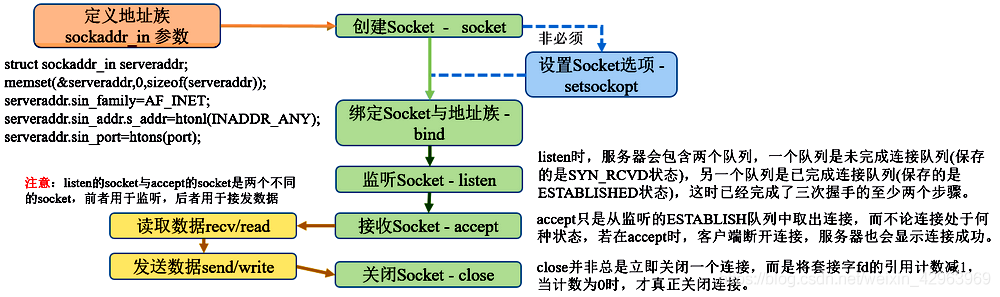 定义地址族
sockaddr_in 参数
创建Socket - socket
非必须
设置Socket选项 -
setsockopt
struct sockaddr_in serveraddr;
memset(&serveraddr,0,sizeof(serveraddr));
serveraddr.sin_family=AF_INET;
serveraddr.sin_addr.s_addr=htonl(INADDR_ANY);
serveraddr.sin_port=htons(port);
绑定Socket与地址族 -
bind
listen时，服务器会包含两个队列，一个队列是未完成连接队列(保存
的是SYN_RCVD状态)，另一个队列是已完成连接队列(保存的是
ESTABLISHED状态)，这时已经完成了三次握手的至少两个步骤。
注意：listen的socket与accept的socket是两个不同
的socket，前者用于监听，后者用于接发数据
监听Socket - listen
读取数据recv/read
接收Socket - accept
accept只是从监听的ESTABLISH队列中取出连接，而不论连接处于何
种状态，若在accept时，客户端断开连接，服务器也会显示连接成功。
发送数据send/write
关闭Socket - close
close并非总是立即关闭一个连接，而是将套接字fd的引用计数减1，
当计数为0时，才真正关闭连接。
https://blog.csdn.net/weixin_42963969